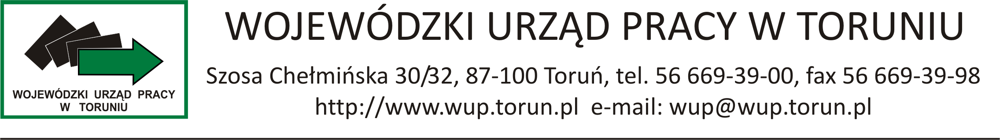 WOJEWÓDZKI URZĄD PRACY
W TORUNIU
WOJEWÓDZKI URZĄD PRACY W TORUNIU
Szosa Chełmińska 30/32, 87-100 Toruń, tel. 56 669-39-00, fax 56 669-39-98
http://www.wup.torun.pl e-mail: wup@wup.torun.pl